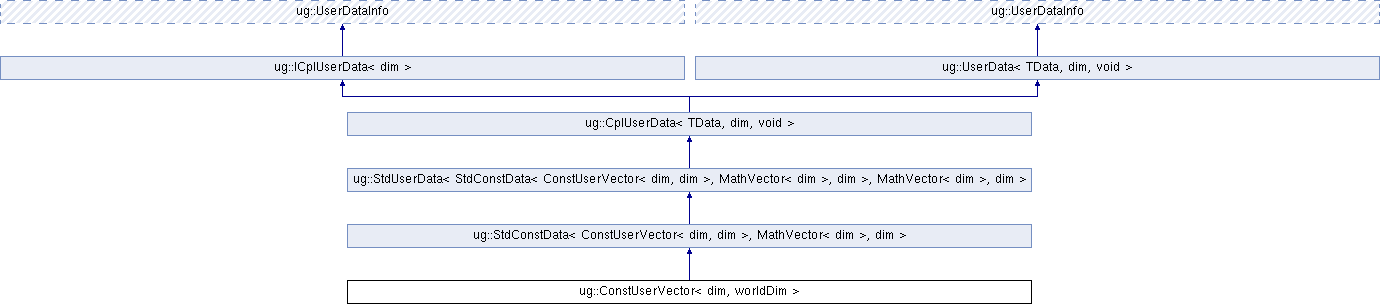 ug::UserDataInfo
ug::UserDataInfo
ug::ICplUserData< dim >
ug::UserData< TData, dim, void >
ug::CplUserData< TData, dim, void >
ug::StdUserData< StdConstData< ConstUserVector< dim, dim >, MathVector< dim >, dim >, MathVector< dim >, dim >
ug::StdConstData< ConstUserVector< dim, dim >, MathVector< dim >, dim >
ug::ConstUserVector< dim, worldDim >